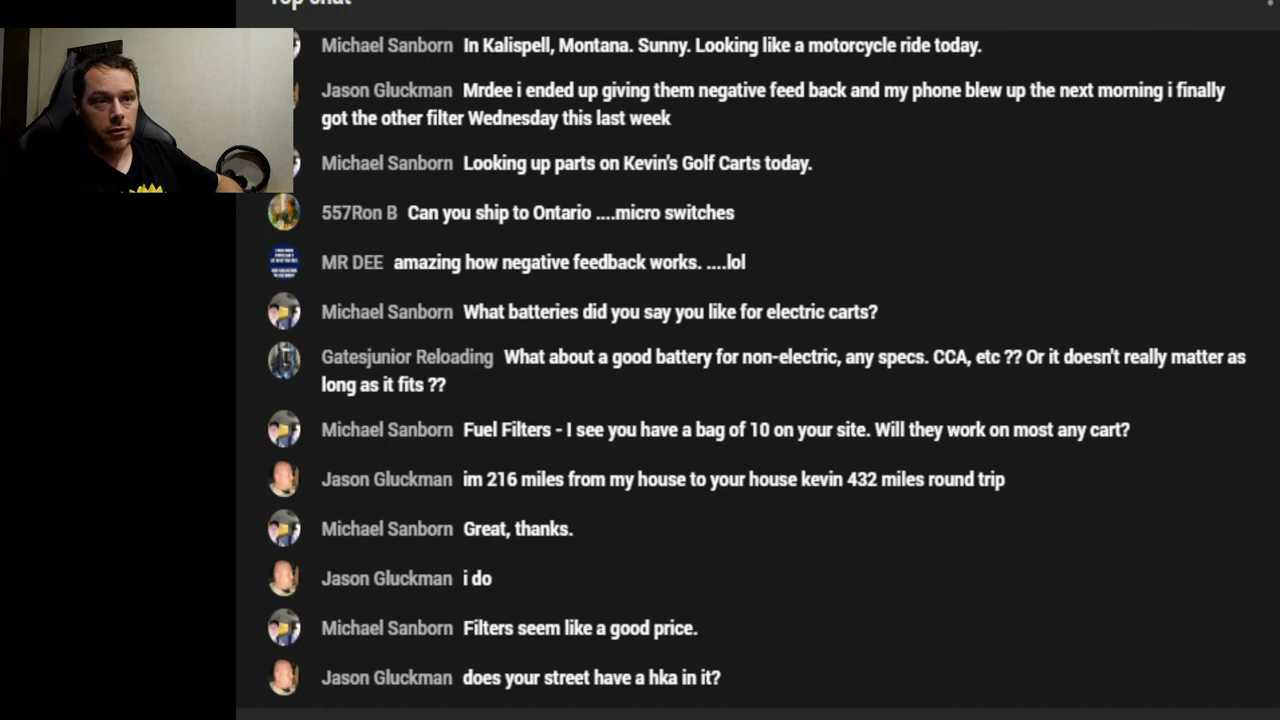 Top chat
Michael Sanborn In Kalispell, Montana. Sunny. Looking like a motorcycle ride today.
Jason Gluckman Mrdee i ended up giving them negative feed back and my phone blew up the next morning i finally
got the other filter Wednesday this last week
Michael Sanborn Looking up parts on Kevin's Golf Carts today.
557Ron B Can you ship to Ontario ....micro switches
MR DEE amazing how negative feedback works. ....lol
Michael Sanborn What batteries did you say you like for electric carts?
Gatesjunior Reloading What about a good battery for non-electric, any specs. CCA, etc ?? Or it doesn't really matter as
long as it fits ??
Michael Sanborn Fuel Filters - I see you have a bag of 10 on your site. Will they work on most any cart?
Jason Gluckman im 216 miles from my house to your house kevin 432 miles round trip
Michael Sanborn Great, thanks.
Jason Gluckman i do
Michael Sanborn Filters seem like a good price.
Jason Gluckman does your street have a hka in it?